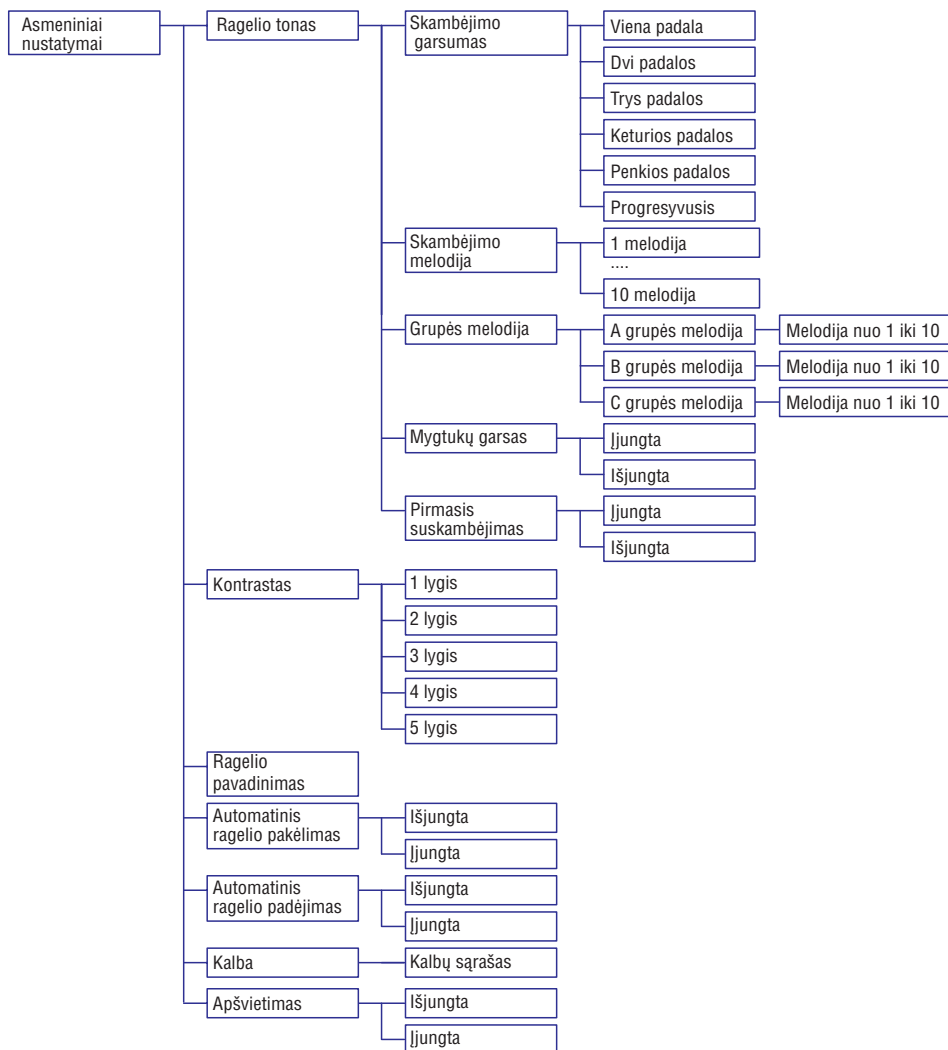 Asmeniniai
nustatymai
Ragelio tonas
Skambėjimo
garsumas
Viena padala
Dvi padalos
Trys padalos
Keturios padalos
Penkios padalos
Progresyvusis
Skambėjimo
melodija
1 melodija
....
10 melodija
Grupės melodija
A grupės melodija
Melodija nuo 1 iki 10
B grupės melodija
Melodija nuo 1 iki 10
C grupės melodija
Melodija nuo 1 iki 10
Mygtukų garsas
Įjungta
Išjungta
Pirmasis
suskambėjimas
Įjungta
Išjungta
Kontrastas
1 lygis
2 lygis
3 lygis
4 lygis
5 lygis
Ragelio
pavadinimas
Automatinis
ragelio pakėlimas
Išjungta
Įjungta
Automatinis
ragelio padėjimas
Išjungta
Įjungta
Kalba
Kalbų sąrašas
Apšvietimas
Išjungta
Įjungta